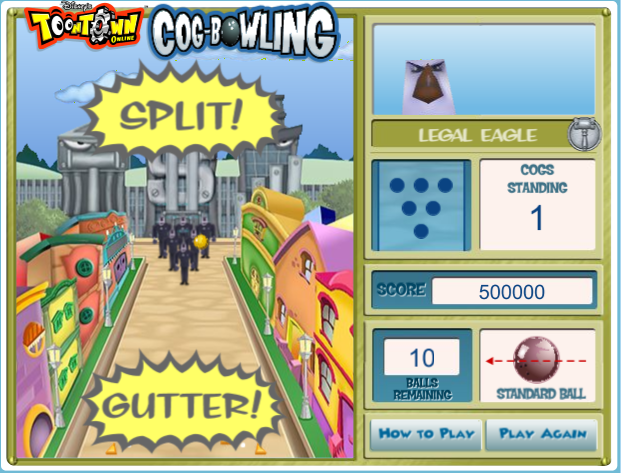 Disney's
TOONTOWN
ONLINE
COG-BOWLING
SPLIT!
LEGAL EAGLE
COGS
STANDING
1
SCORE 500000
10
BALLS
REMAINING
STANDARD BALL
GUTTER!
HOW TO PLAY
PLAY AGAIN